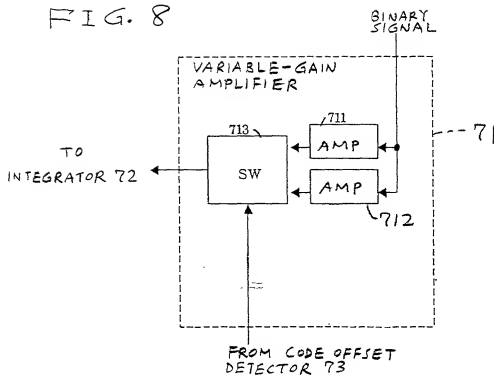 FIG. 8
BINARY
SIGNAL
VARIABLE-GAIN
AMPLIFIER
71
711
AMP
713
SW
AMP
712
TO
INTEGRATOR 72
FROM CODE OFFSET
DETECTOR 73